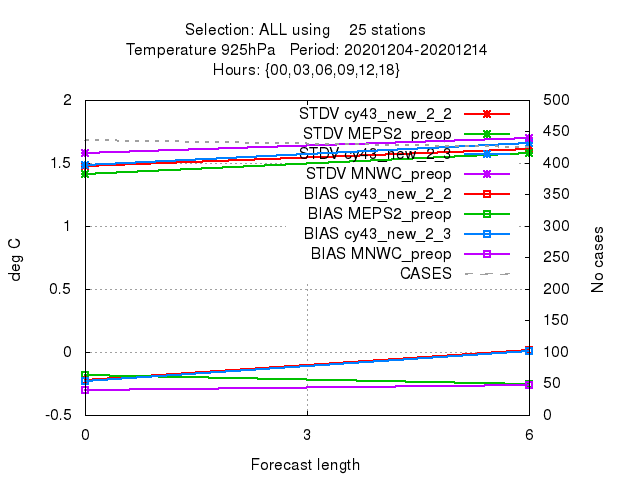 Selection: ALL using 25 stations
Temperature 925hPa Period: 20201204-20201214
Hours: {00,03,06,09,12,18}
STDV cy43_new_2_2
STDV MEPS2_preop
STDV cy43_new_2_3
STDV MNWC_preop
BIAS cy43_new_2_2
BIAS MEPS2_preop
BIAS cy43_new_2_3
BIAS MNWC_preop
CASES
2
1.5
1
0.5
0
-0.5
deg C
500
450
400
350
300
250
200
150
100
50
0
No cases
0 3 6
Forecast length